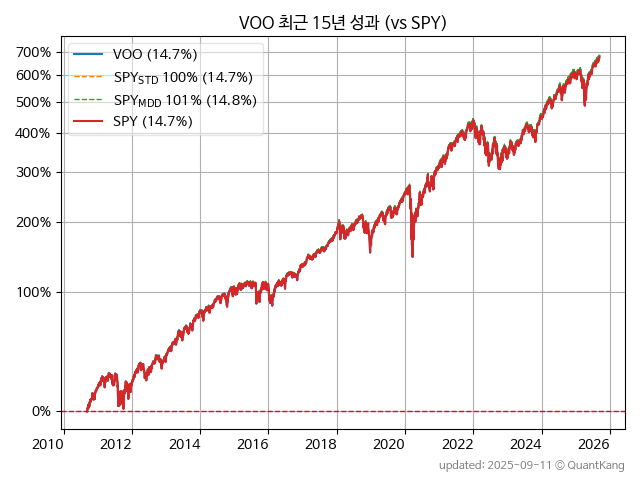 VOO 최근 15년 성과 (vs SPY)
VOO (14.7%)
SPY_STD 100% (14.7%)
SPY_MDD 101% (14.8%)
SPY (14.7%)
700%
600%
500%
400%
300%
200%
100%
0%
2010 2012 2014 2016 2018 2020 2022 2024 2026
updated: 2025-09-11 © QuantKang